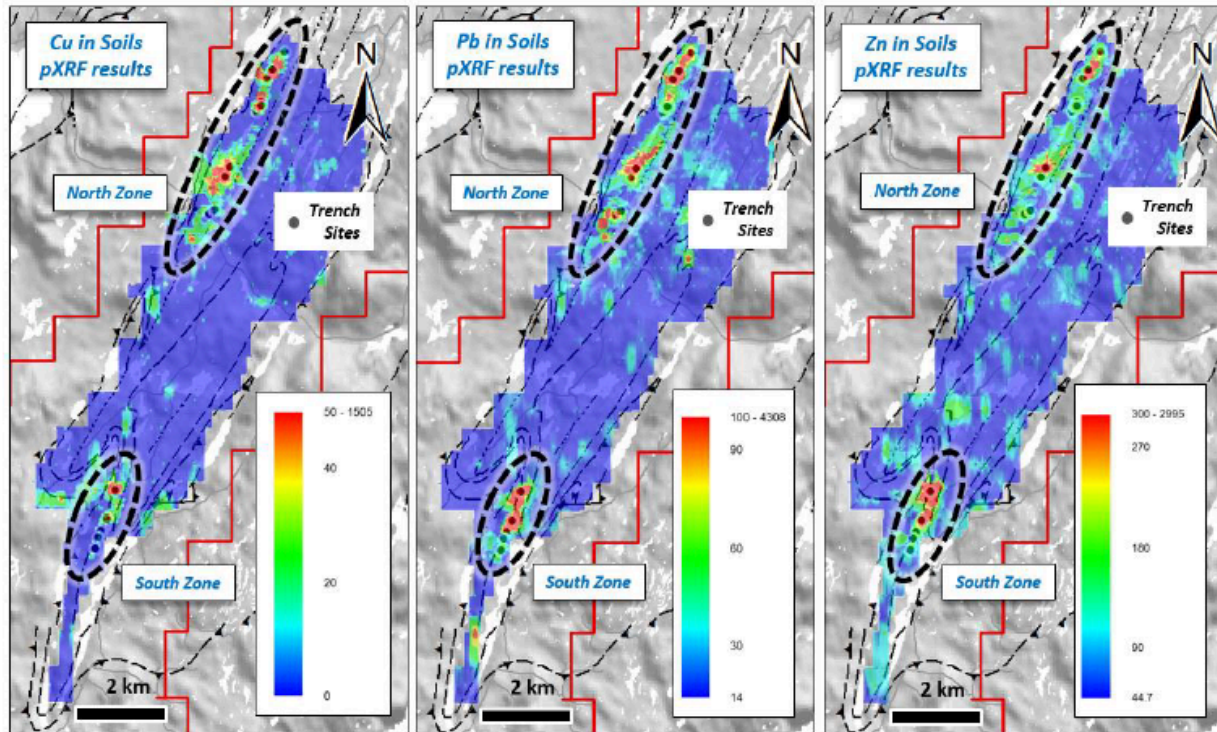 Cu in Soils
pXRF results
N
North Zone
Trench
Sites
50 - 1505
40
20
0
South Zone
2 km
Pb in Soils
pXRF results
N
North Zone
Trench
Sites
100 - 4308
90
60
30
14
South Zone
2 km
Zn in Soils
pXRF results
N
North Zone
Trench
Sites
300 - 2995
270
180
90
44.7
South Zone
2 km